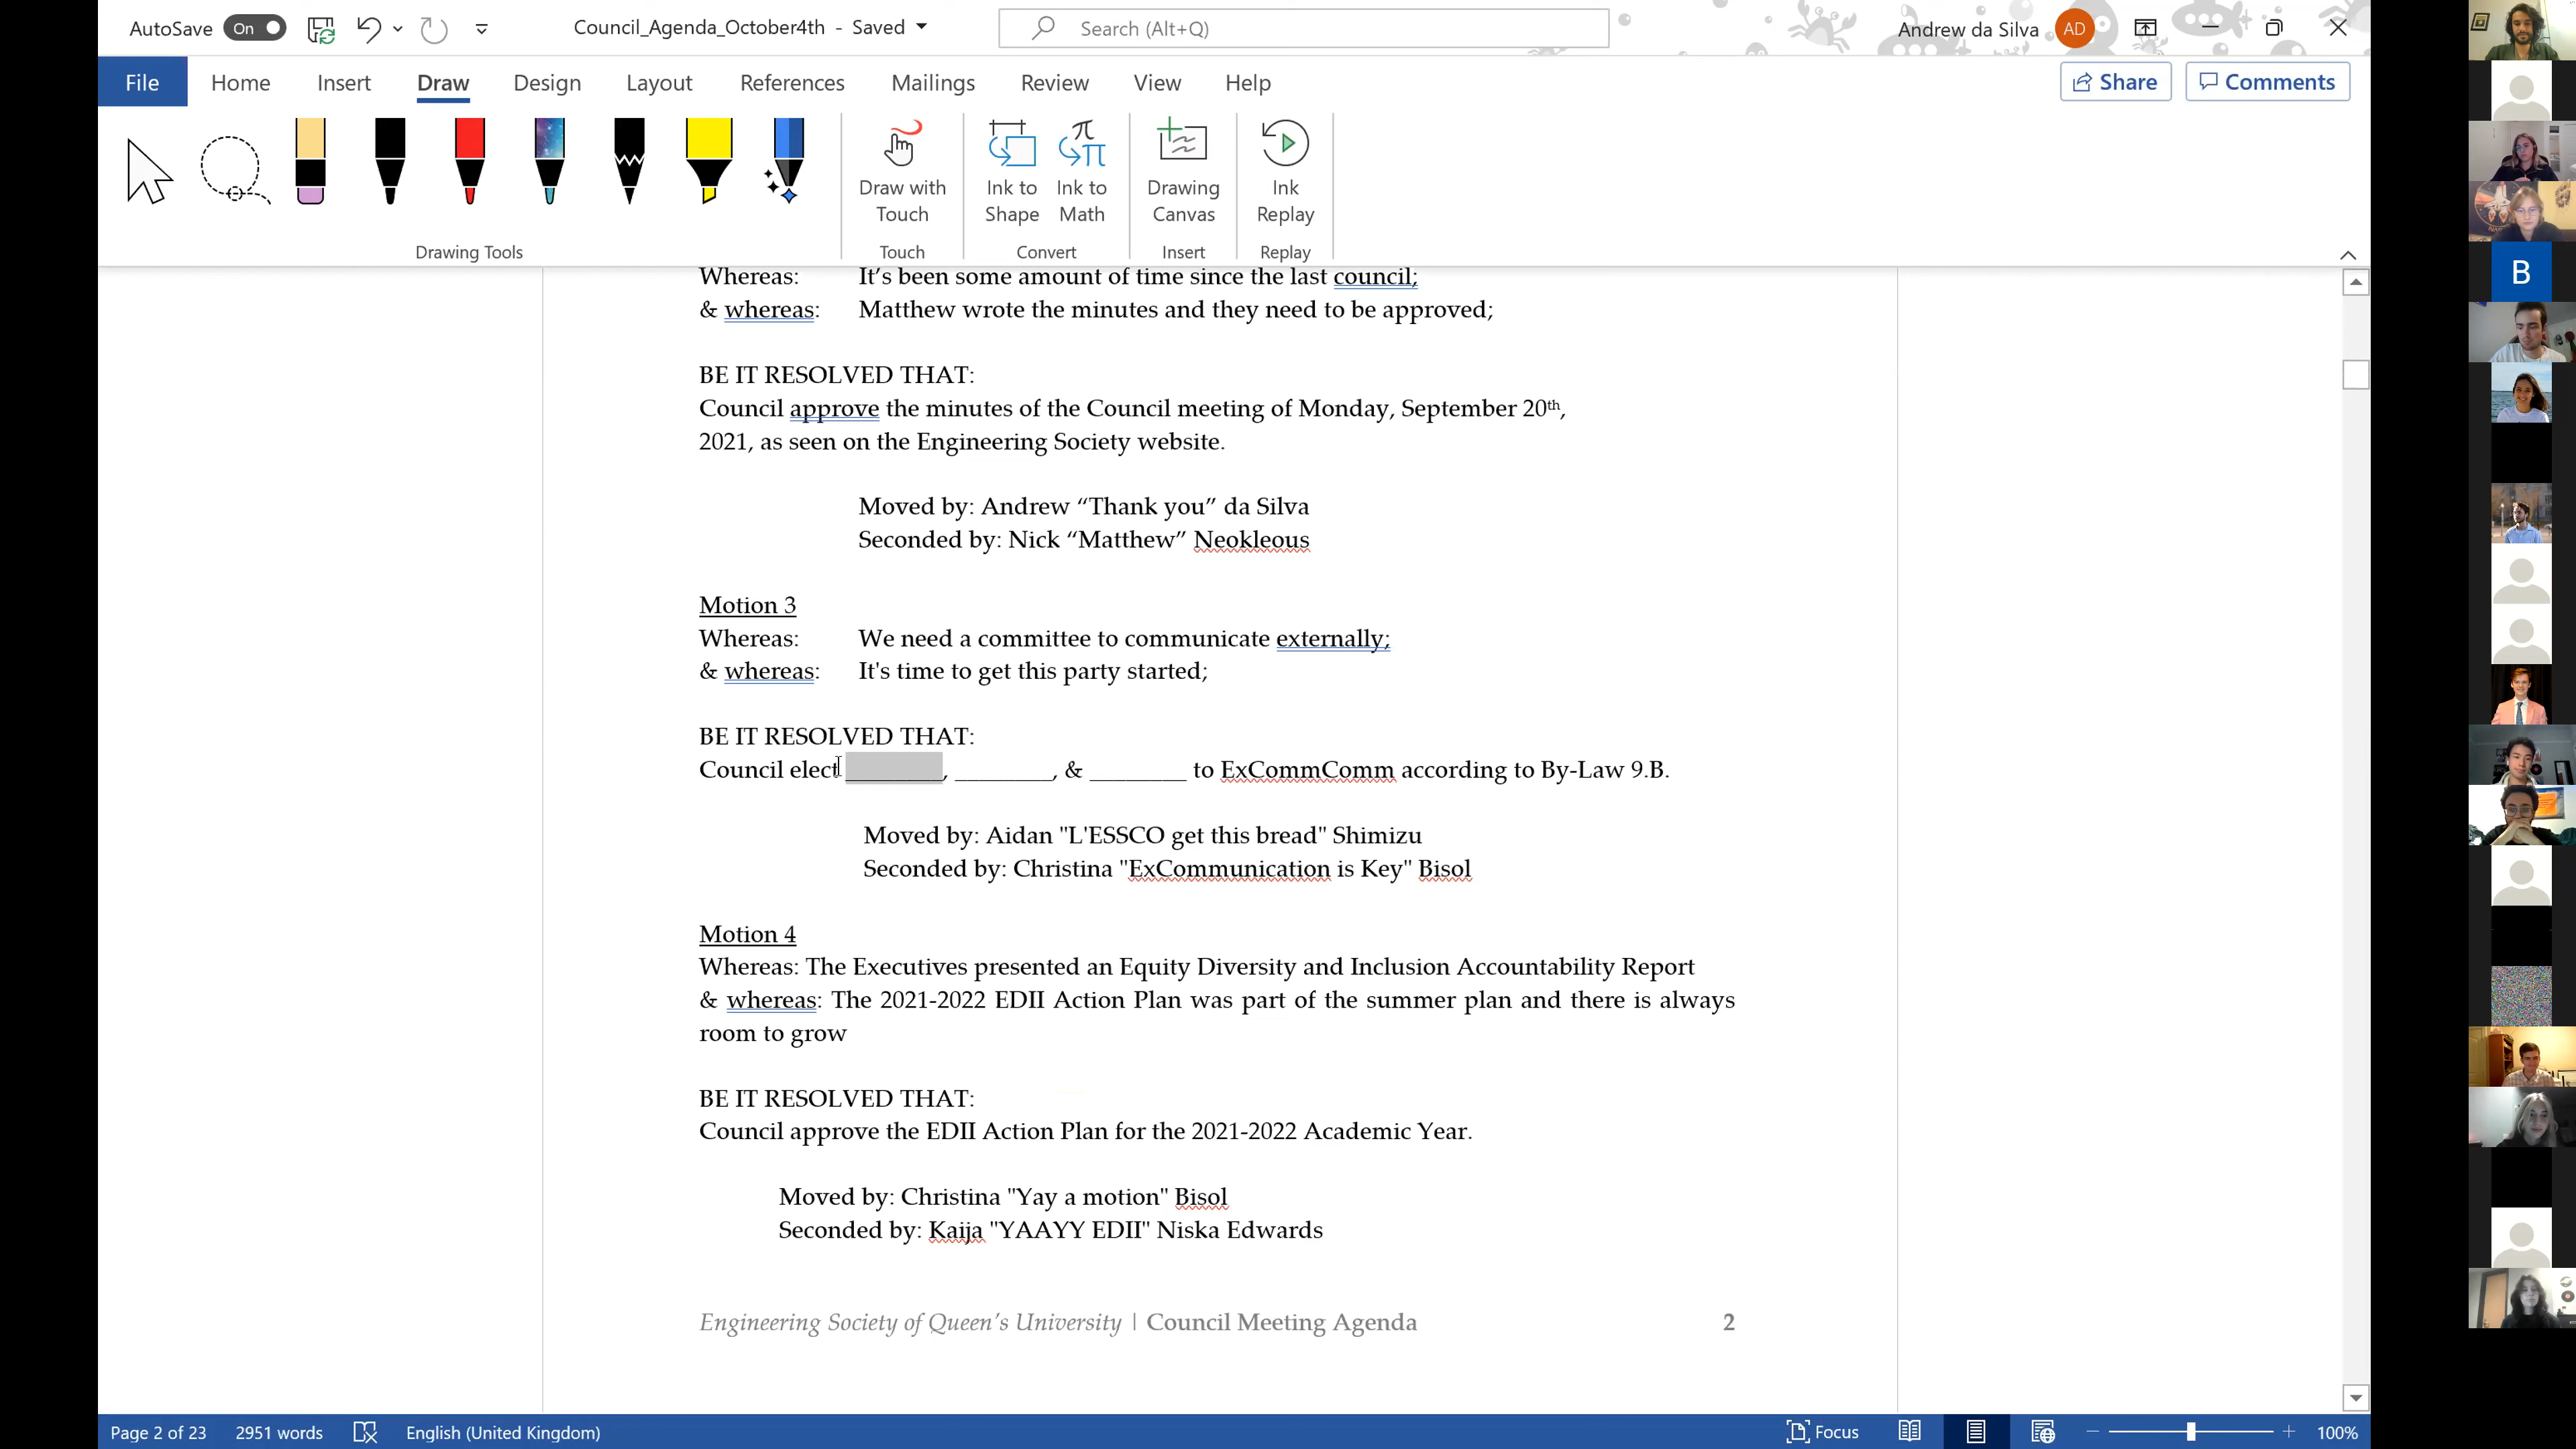 AutoSave On Council_Agenda_October4th - Saved Search (Alt+Q) Andrew da Silva AD
File Home Insert Draw Design Layout References Mailings Review View Help Share Comments
Draw with Touch
Ink to Shape
Ink to Math
Drawing Canvas
Ink Replay
Drawing Tools Touch Convert Insert Replay
Whereas: It's been some amount of time since the last council;
& whereas: Matthew wrote the minutes and they need to be approved;
BE IT RESOLVED THAT:
Council approve the minutes of the Council meeting of Monday, September 20th,
2021, as seen on the Engineering Society website.
Moved by: Andrew “Thank you” da Silva
Seconded by: Nick “Matthew” Neokleous
Motion 3
Whereas: We need a committee to communicate externally;
& whereas: It's time to get this party started;
BE IT RESOLVED THAT:
Council elect ________, ________, & ________ to ExCommComm according to By-Law 9.B.
Moved by: Aidan "L'ESSCO get this bread" Shimizu
Seconded by: Christina "ExCommunication is Key" Bisol
Motion 4
Whereas: The Executives presented an Equity Diversity and Inclusion Accountability Report
& whereas: The 2021-2022 EDII Action Plan was part of the summer plan and there is always
room to grow
BE IT RESOLVED THAT:
Council approve the EDII Action Plan for the 2021-2022 Academic Year.
Moved by: Christina "Yay a motion" Bisol
Seconded by: Kaija "YAAYY EDII" Niska Edwards
Engineering Society of Queen's University | Council Meeting Agenda 2
Page 2 of 23 2951 words English (United Kingdom) Focus 100%
B